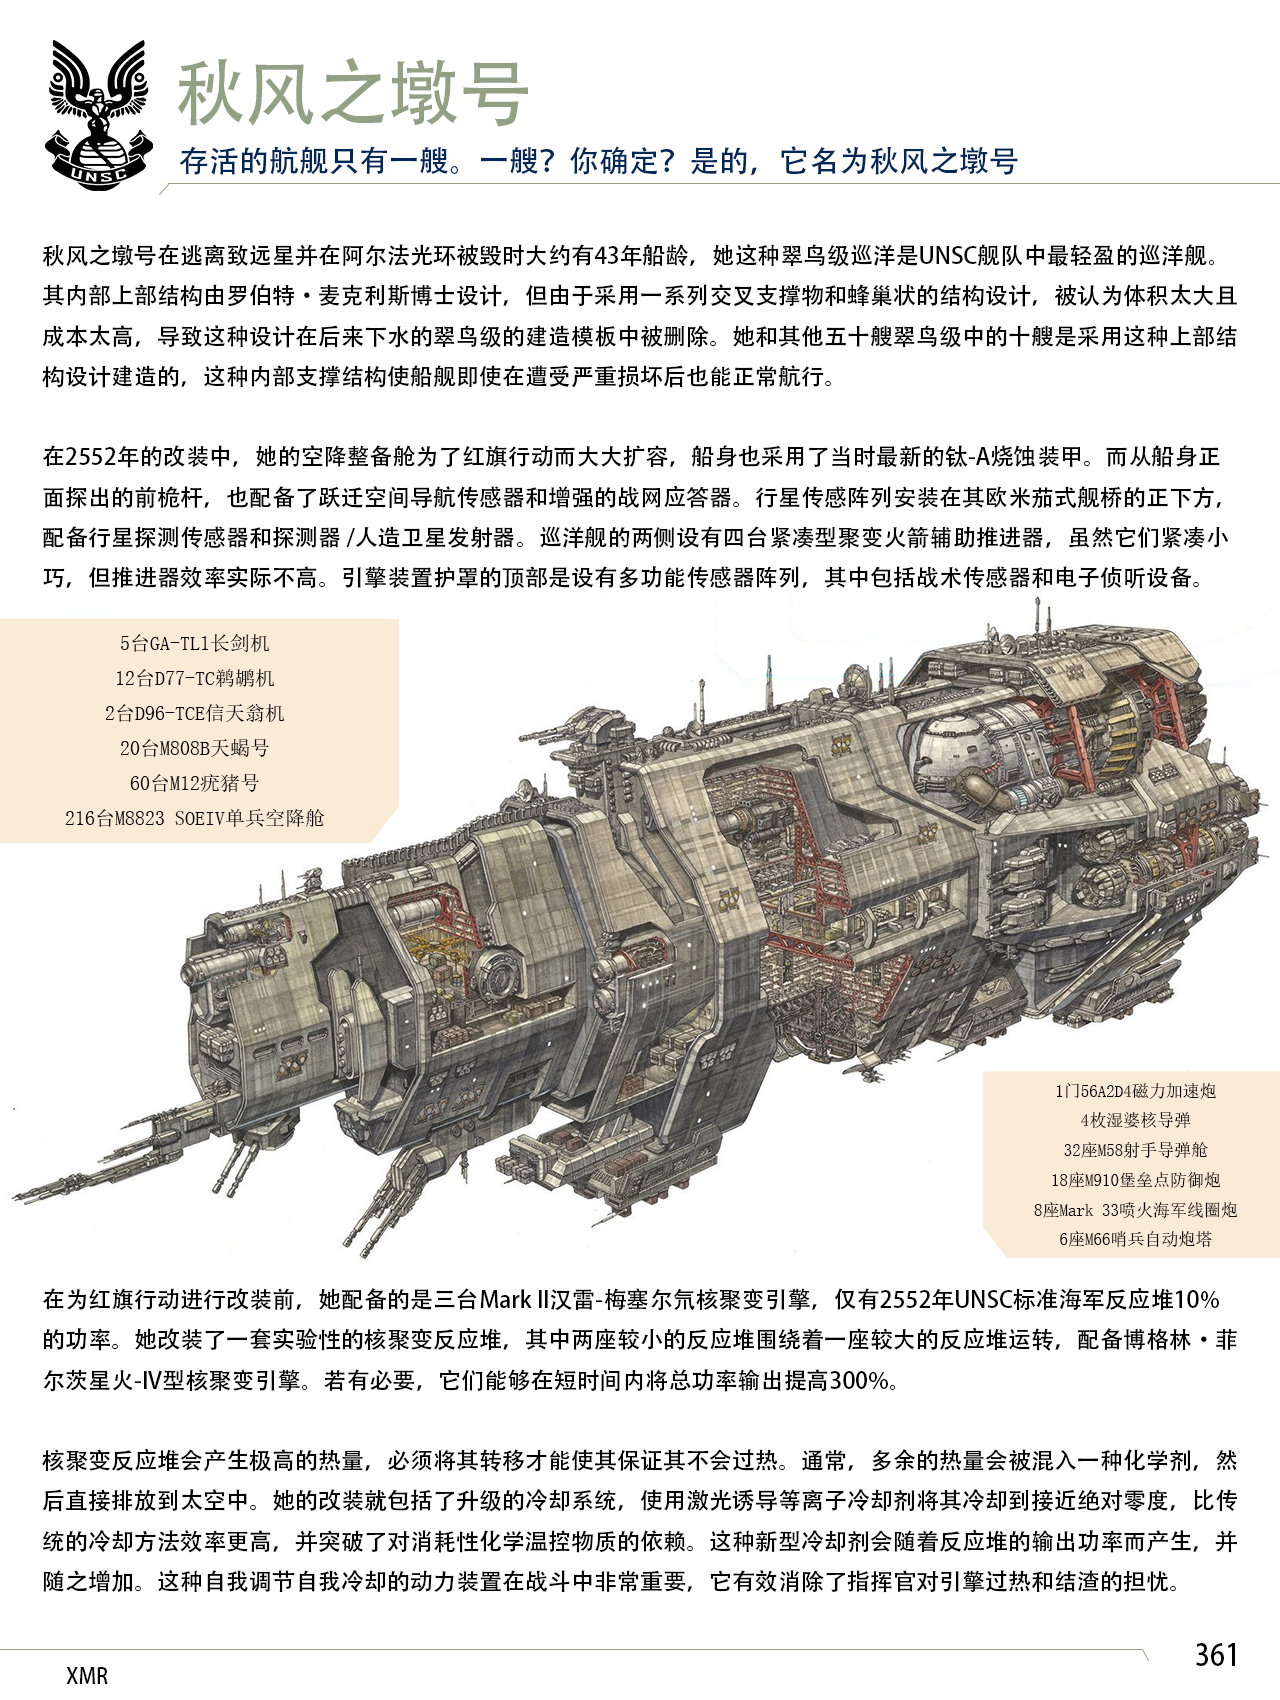 UNSC
秋风之墩号
存活的航舰只有一艘。一艘？你确定？是的，它名为秋风之墩号
秋风之墩号在逃离致远星并在阿尔法光环被毁时大约有43年船龄，她这种翠鸟级巡洋是UNSC舰队中最轻盈的巡洋舰。
其内部上部结构由罗伯特·麦克利斯博士设计，但由于采用一系列交叉支撑物和蜂巢状的结构设计，被认为体积太大且
成本太高，导致这种设计在后来下水的翠鸟级的建造模板中被删除。她和其他五十艘翠鸟级中的十艘是采用这种上部结
构设计建造的，这种内部支撑结构使船舰即使在遭受严重损坏后也能正常航行。
在2552年的改装中，她的空降整备舱为了红旗行动而大大扩容，船身也采用了当时最新的钛-A烧蚀装甲。而从船身正
面探出的前桅杆，也配备了跃迁空间导航传感器和增强的战网应答器。行星传感阵列安装在其欧米茄式舰桥的正下方，
配备行星探测传感器和探测器 /人造卫星发射器。巡洋舰的两侧设有四台紧凑型聚变火箭辅助推进器，虽然它们紧凑小
巧，但推进器效率实际不高。引擎装置护罩的顶部是设有多功能传感器阵列，其中包括战术传感器和电子侦听设备。
5台GA-TL1长剑机
12台D77-TC鹈鹕机
2台D96-TCE信天翁机
20台M808B天蝎号
60台M12疣猪号
216台M8823 SOEIV单兵空降舱
1门56A2D4磁力加速炮
4枚湿婆核导弹
32座M58射手导弹舱
18座M910堡垒点防御炮
8座Mark 33喷火海军线圈炮
6座M66哨兵自动炮塔
在为红旗行动进行改装前，她配备的是三台Mark II汉雷-梅塞尔氘核聚变引擎，仅有2552年UNSC标准海军反应堆10%
的功率。她改装了一套实验性的核聚变反应堆，其中两座较小的反应堆围绕着一座较大的反应堆运转，配备博格林·菲
尔茨星火-IV型核聚变引擎。若有必要，它们能够在短时间内将总功率输出提高300%。
核聚变反应堆会产生极高的热量，必须将其转移才能使其保证其不会过热。通常，多余的热量会被混入一种化学剂，然
后直接排放到太空中。她的改装就包括了升级的冷却系统，使用激光诱导等离子冷却剂将其冷却到接近绝对零度，比传
统的冷却方法效率更高，并突破了对消耗性化学温控物质的依赖。这种新型冷却剂会随着反应堆的输出功率而产生，并
随之增加。这种自我调节自我冷却的动力装置在战斗中非常重要，它有效消除了指挥官对引擎过热和结渣的担忧。
361
XMR